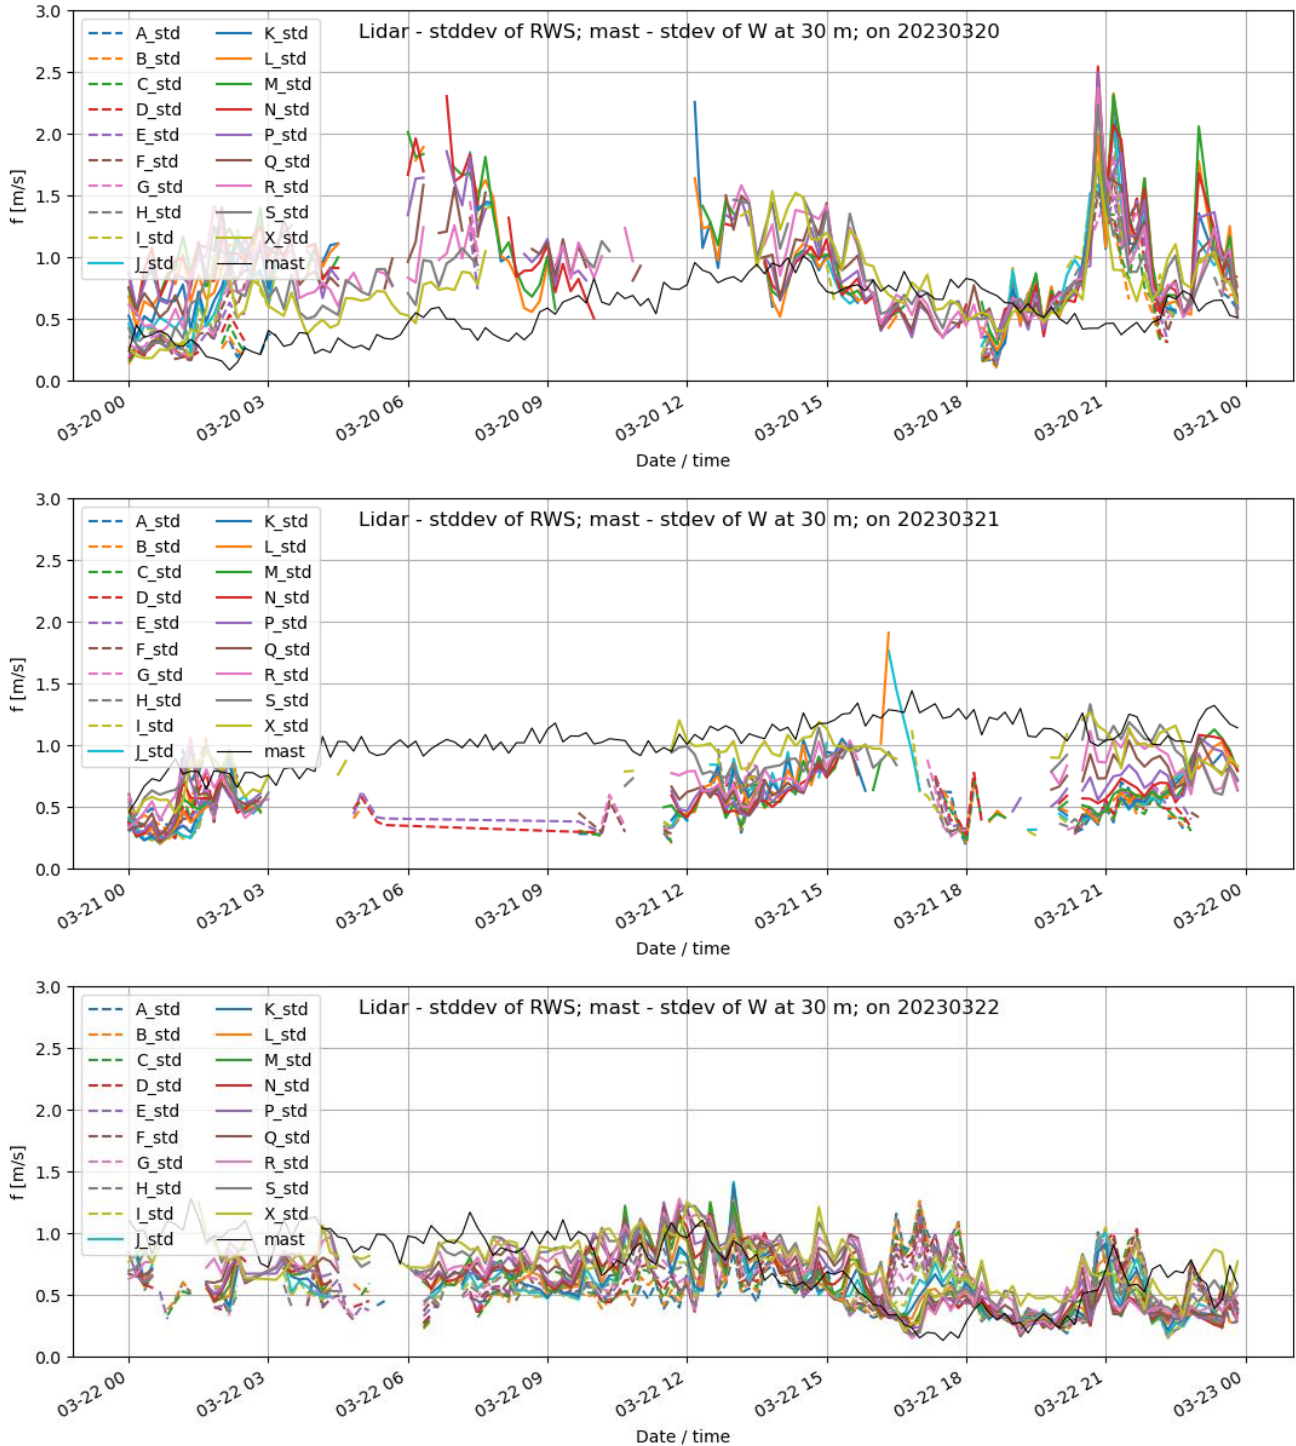 Lidar - stddev of RWS; mast - stdev of W at 30 m; on 20230320
A_std K_std
B_std L_std
C_std M_std
D_std N_std
E_std P_std
F_std Q_std
G_std R_std
H_std S_std
I_std X_std
J_std mast
f [m/s]
3.0
2.5
2.0
1.5
1.0
0.5
0.0
03-20 00 03-20 03 03-20 06 03-20 09 03-20 12 03-20 15 03-20 18 03-20 21 03-21 00
Date / time
Lidar - stddev of RWS; mast - stdev of W at 30 m; on 20230321
A_std K_std
B_std L_std
C_std M_std
D_std N_std
E_std P_std
F_std Q_std
G_std R_std
H_std S_std
I_std X_std
J_std mast
f [m/s]
3.0
2.5
2.0
1.5
1.0
0.5
0.0
03-21 00 03-21 03 03-21 06 03-21 09 03-21 12 03-21 15 03-21 18 03-21 21 03-22 00
Date / time
Lidar - stddev of RWS; mast - stdev of W at 30 m; on 20230322
A_std K_std
B_std L_std
C_std M_std
D_std N_std
E_std P_std
F_std Q_std
G_std R_std
H_std S_std
I_std X_std
J_std mast
f [m/s]
3.0
2.5
2.0
1.5
1.0
0.5
0.0
03-22 00 03-22 03 03-22 06 03-22 09 03-22 12 03-22 15 03-22 18 03-22 21 03-23 00
Date / time